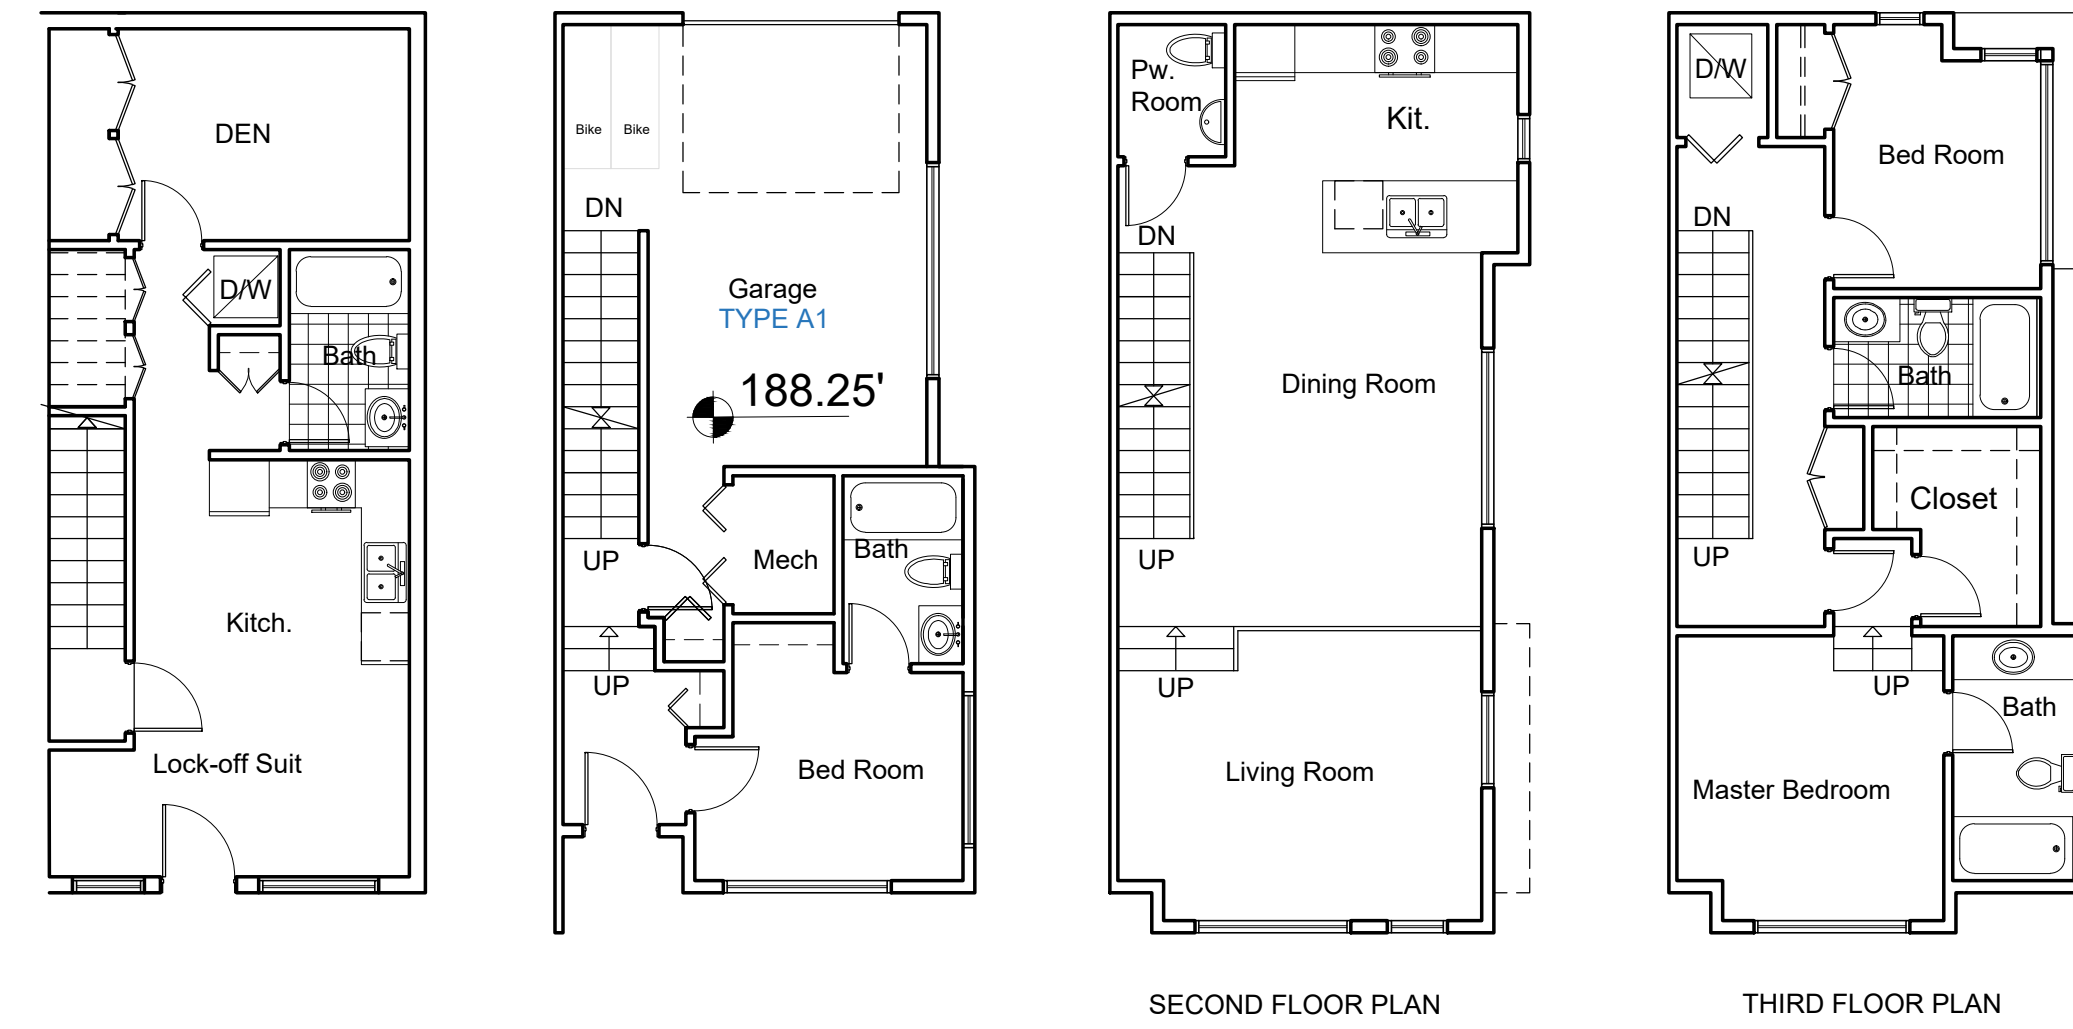 DEN
D/W
Bath
Kitch.
Lock-off Suit
Bike
Bike
DN
Garage
TYPE A1
188.25'
UP
Mech
Bath
UP
Bed Room
Pw.
Room
Kit.
DN
Dining Room
UP
UP
Living Room
SECOND FLOOR PLAN
D/W
Bed Room
DN
Bath
Closet
UP
UP
Bath
Master Bedroom
THIRD FLOOR PLAN